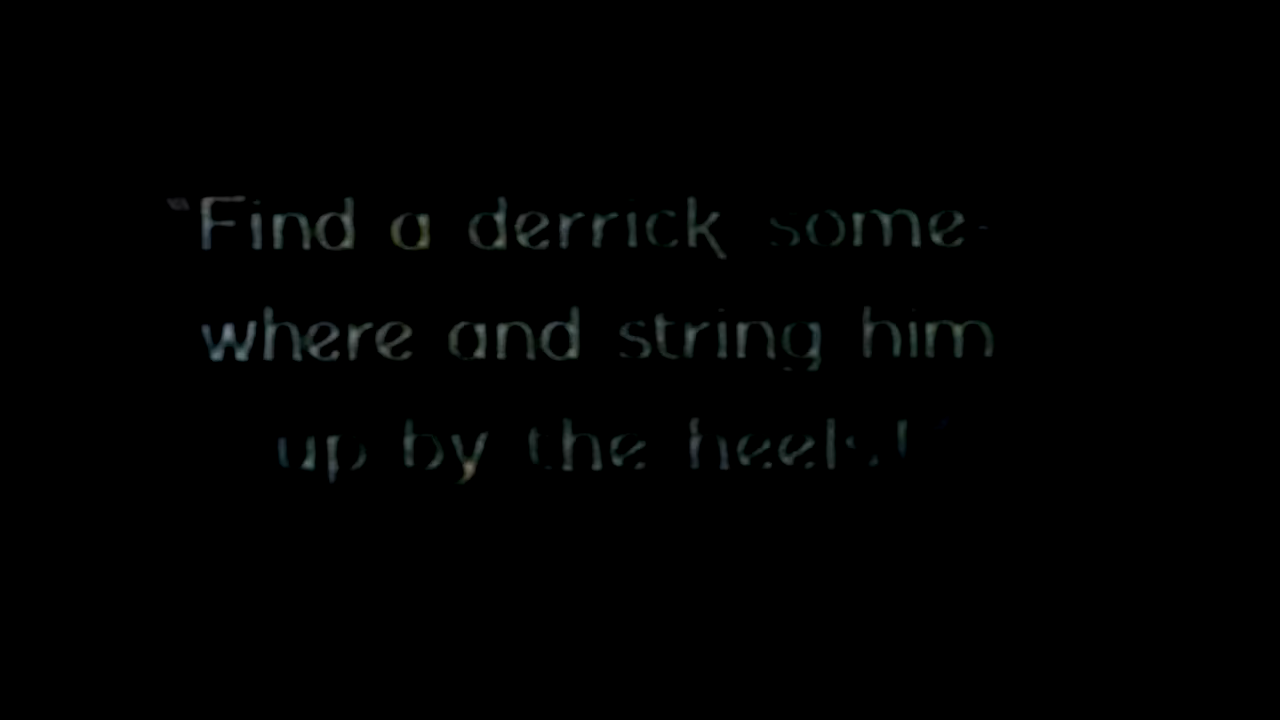 “Find a derrick some-
where and string him
up by the heels!”